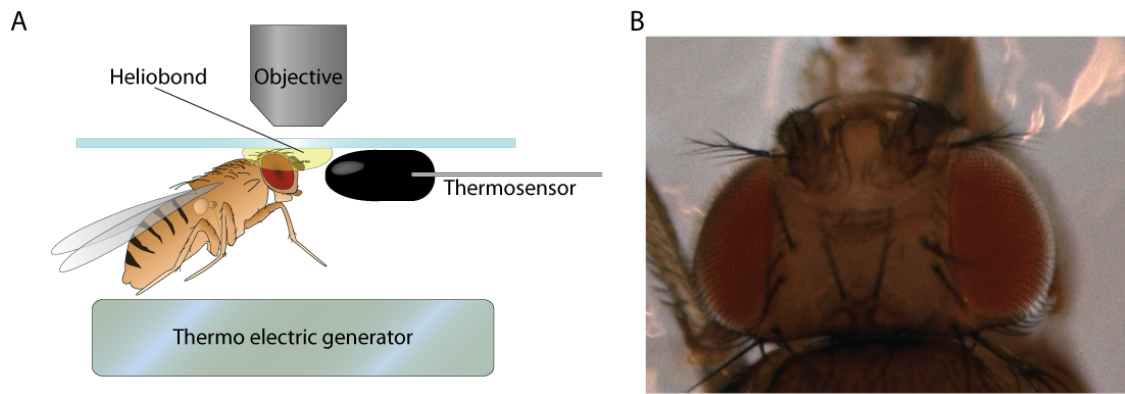 A
B
Heliobond
Objective
Thermosensor
Thermo electric generator